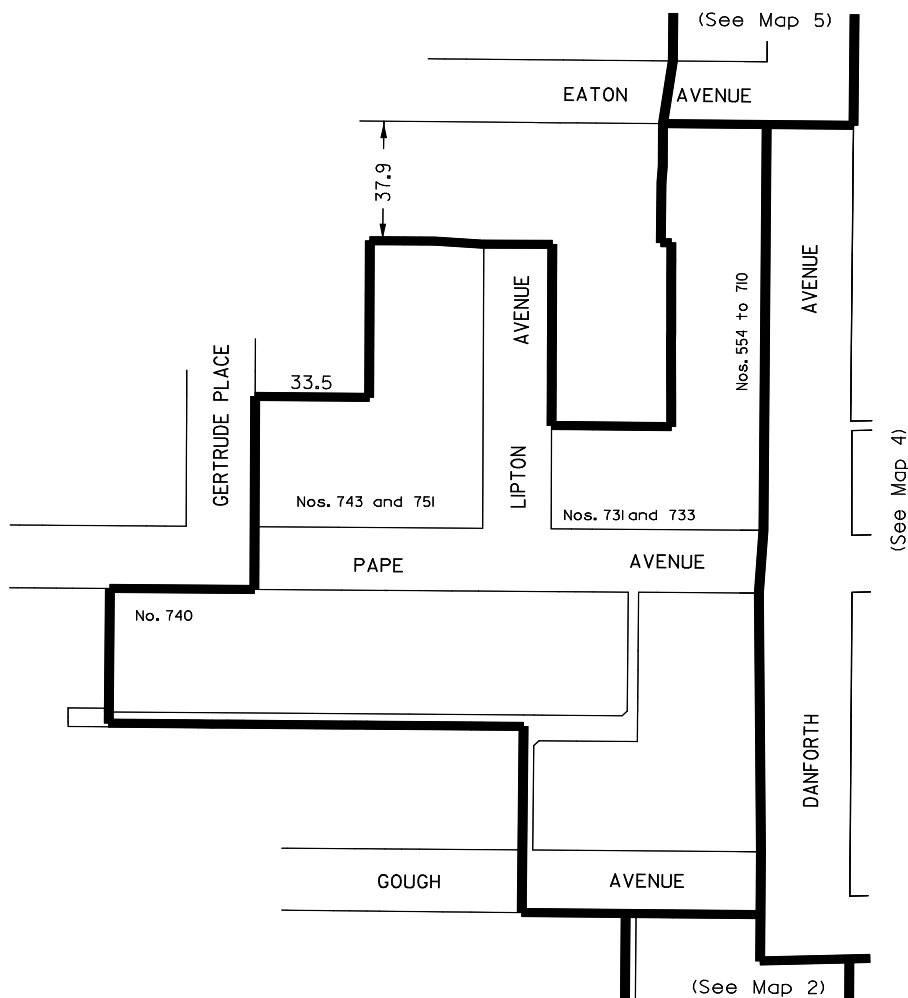 (See Map 5)
EATON AVENUE
37.9
AVENUE
AVENUE
Nos. 554 to 710
GERTRUDE PLACE
33.5
LIPTON
(See Map 4)
Nos. 743 and 751
Nos. 731 and 733
PAPE AVENUE
No. 740
DANFORTH
GOUGH AVENUE
(See Map 2)